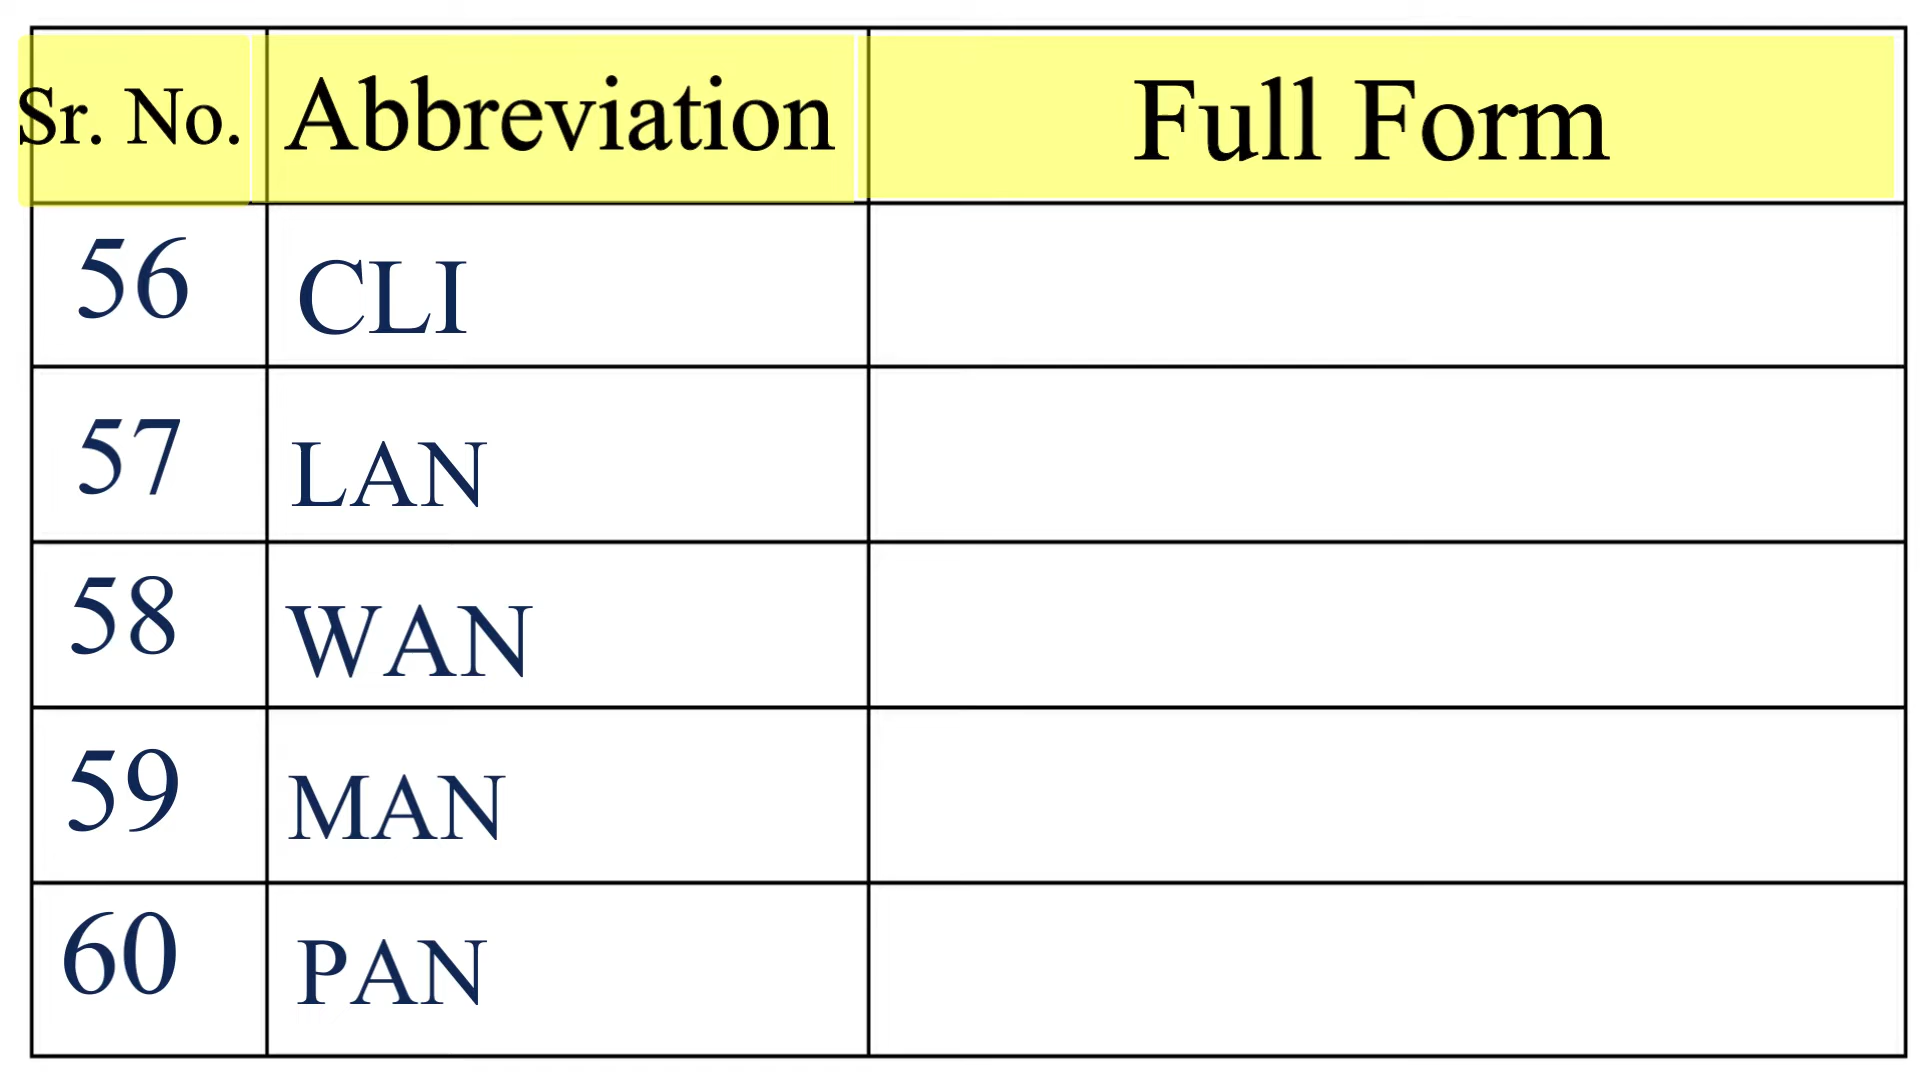 Sr. No. Abbreviation Full Form
56 CLI
57 LAN
58 WAN
59 MAN
60 PAN